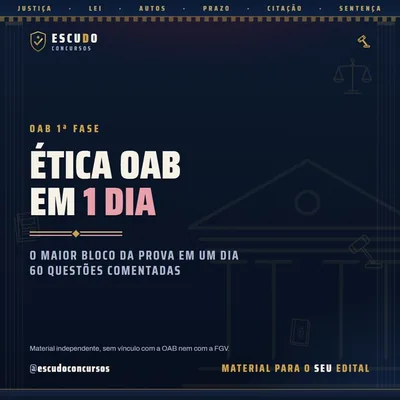 JUSTIÇA · LEI · AUTOS · PRAZO · CITAÇÃO · SENTENÇA
ESCUDO
CONCURSOS
OAB 1ª FASE
ÉTICA OAB
EM 1 DIA
O MAIOR BLOCO DA PROVA EM UM DIA
60 QUESTÕES COMENTADAS
Material independente, sem vínculo com a OAB nem com a FGV
@escudoconcursos
MATERIAL PARA O SEU EDITAL